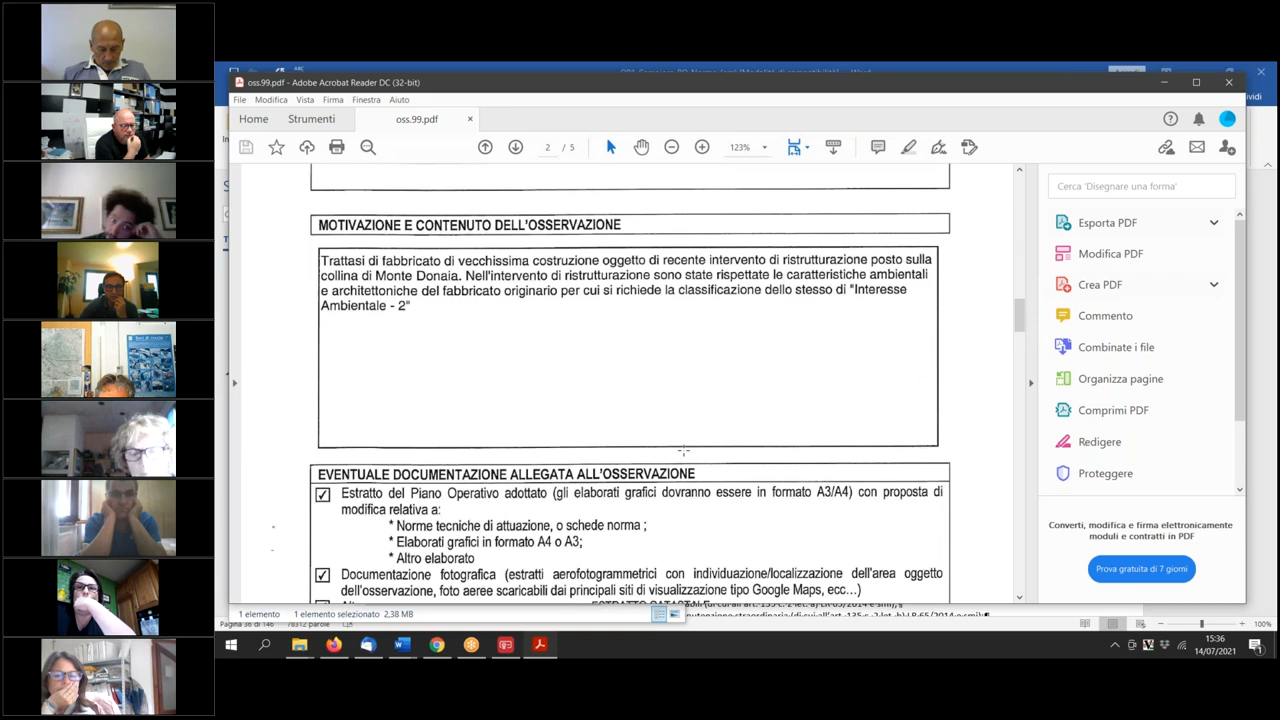 oss.99.pdf - Adobe Acrobat Reader DC (32-bit)
File Modifica Vista Firma Finestra Aiuto
Home Strumenti oss.99.pdf ×
2 / 5 123%
MOTIVAZIONE E CONTENUTO DELL'OSSERVAZIONE
Trattasi di fabbricato di vecchissima costruzione oggetto di recente intervento di ristrutturazione posto sulla
collina di Monte Donaia. Nell'intervento di ristrutturazione sono state rispettate le caratteristiche ambientali
e architettoniche del fabbricato originario per cui si richiede la classificazione dello stesso di "Interesse
Ambientale - 2"
EVENTUALE DOCUMENTAZIONE ALLEGATA ALL'OSSERVAZIONE
Estratto del Piano Operativo adottato (gli elaborati grafici dovranno essere in formato A3/A4) con proposta di
modifica relativa a:
* Norme tecniche di attuazione, o schede norma ;
* Elaborati grafici in formato A4 o A3;
* Altro elaborato
Documentazione fotografica (estratti aerofotogrammetrici con individuazione/localizzazione dell'area oggetto
dell'osservazione, foto aeree scaricabili dai principali siti di visualizzazione tipo Google Maps, ecc...)
Cerca 'Disegnare una forma'
Esporta PDF
Modifica PDF
Crea PDF
Commento
Combinate i file
Organizza pagine
Comprimi PDF
Redigere
Proteggere
Converti, modifica e firma elettronicamente
moduli e contratti in PDF
Prova gratuita di 7 giorni
1 elemento 1 elemento selezionato 2,38 MB
Pagina 36 di 146 78312 parole
100%
15:36
14/07/2021